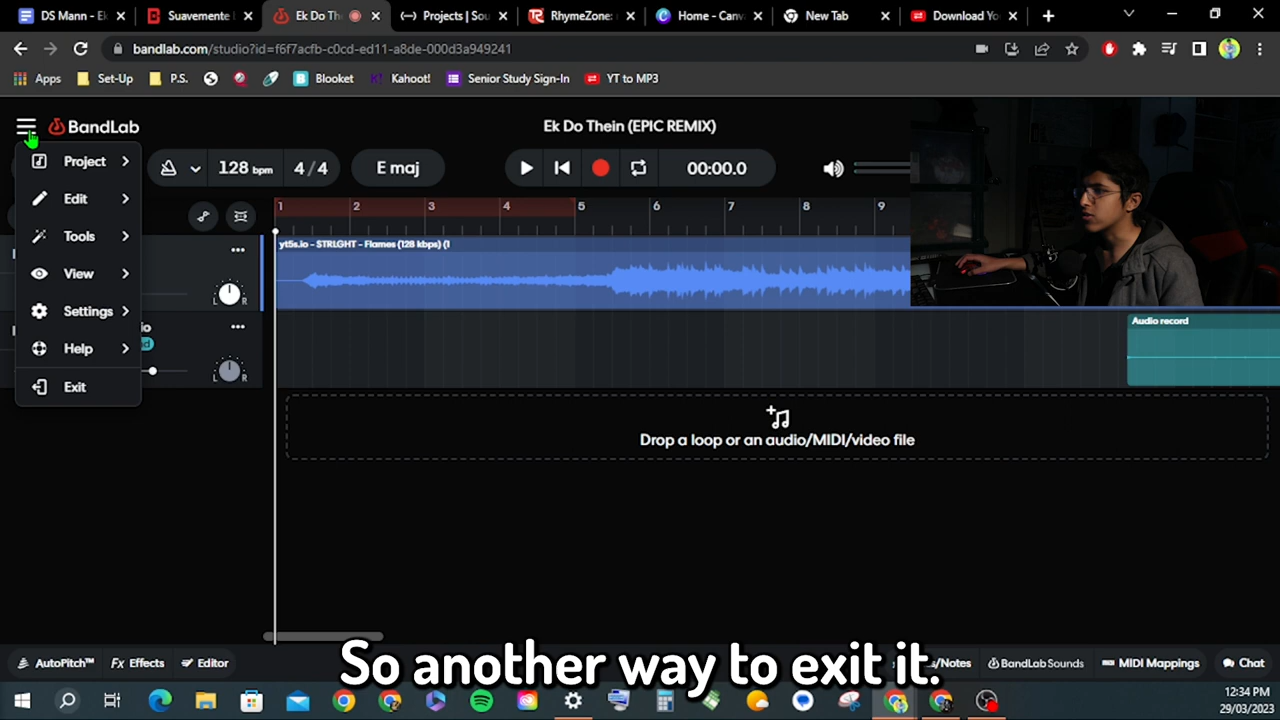 DS Mann - Ek
Suavemente L
Ek Do The
Projects | Sou
RhymeZone:
Home - Canv
New Tab
Download Yo
bandlab.com/studio?id=f6f7acfb-c0cd-ed11-a8de-000d3a949241
Apps
Set-Up
P.S.
Blooket
Kahoot!
Senior Study Sign-In
YT to MP3
BandLab
Ek Do Thein (EPIC REMIX)
Project
Edit
Tools
View
Settings
Help
Exit
128 bpm
4/4
E maj
00:00.0
1 2 3 4 5 6 7 8 9
yt5s.io - STRLGHT - Flames (128 kbps) (1
L R
io
d
L R
Audio record
Drop a loop or an audio/MIDI/video file
So another way to exit it.
AutoPitch™
Fx Effects
Editor
/Notes
BandLab Sounds
MIDI Mappings
Chat
12:34 PM
29/03/2023